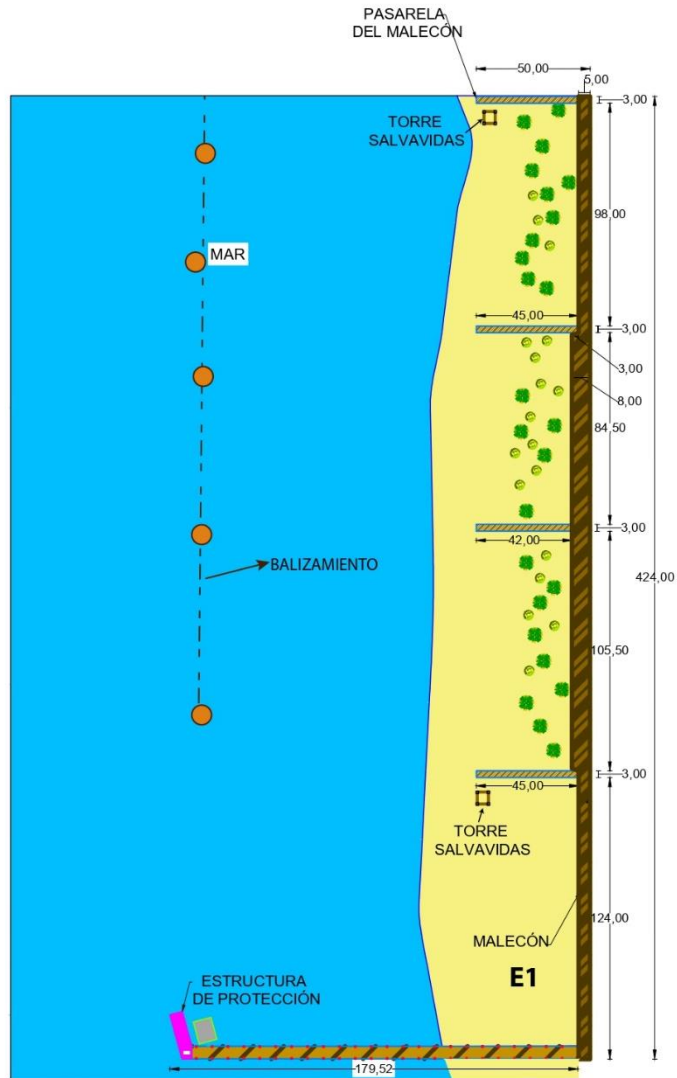 PASARELA
DEL MALECÓN
50,00
5,00
3,00
TORRE
SALVAVIDAS
98,00
MAR
45,00
3,00
3,00
8,00
84,50
3,00
42,00
BALIZAMIENTO
424,00
105,50
3,00
45,00
TORRE
SALVAVIDAS
124,00
MALECÓN
E1
ESTRUCTURA
DE PROTECCIÓN
179,52